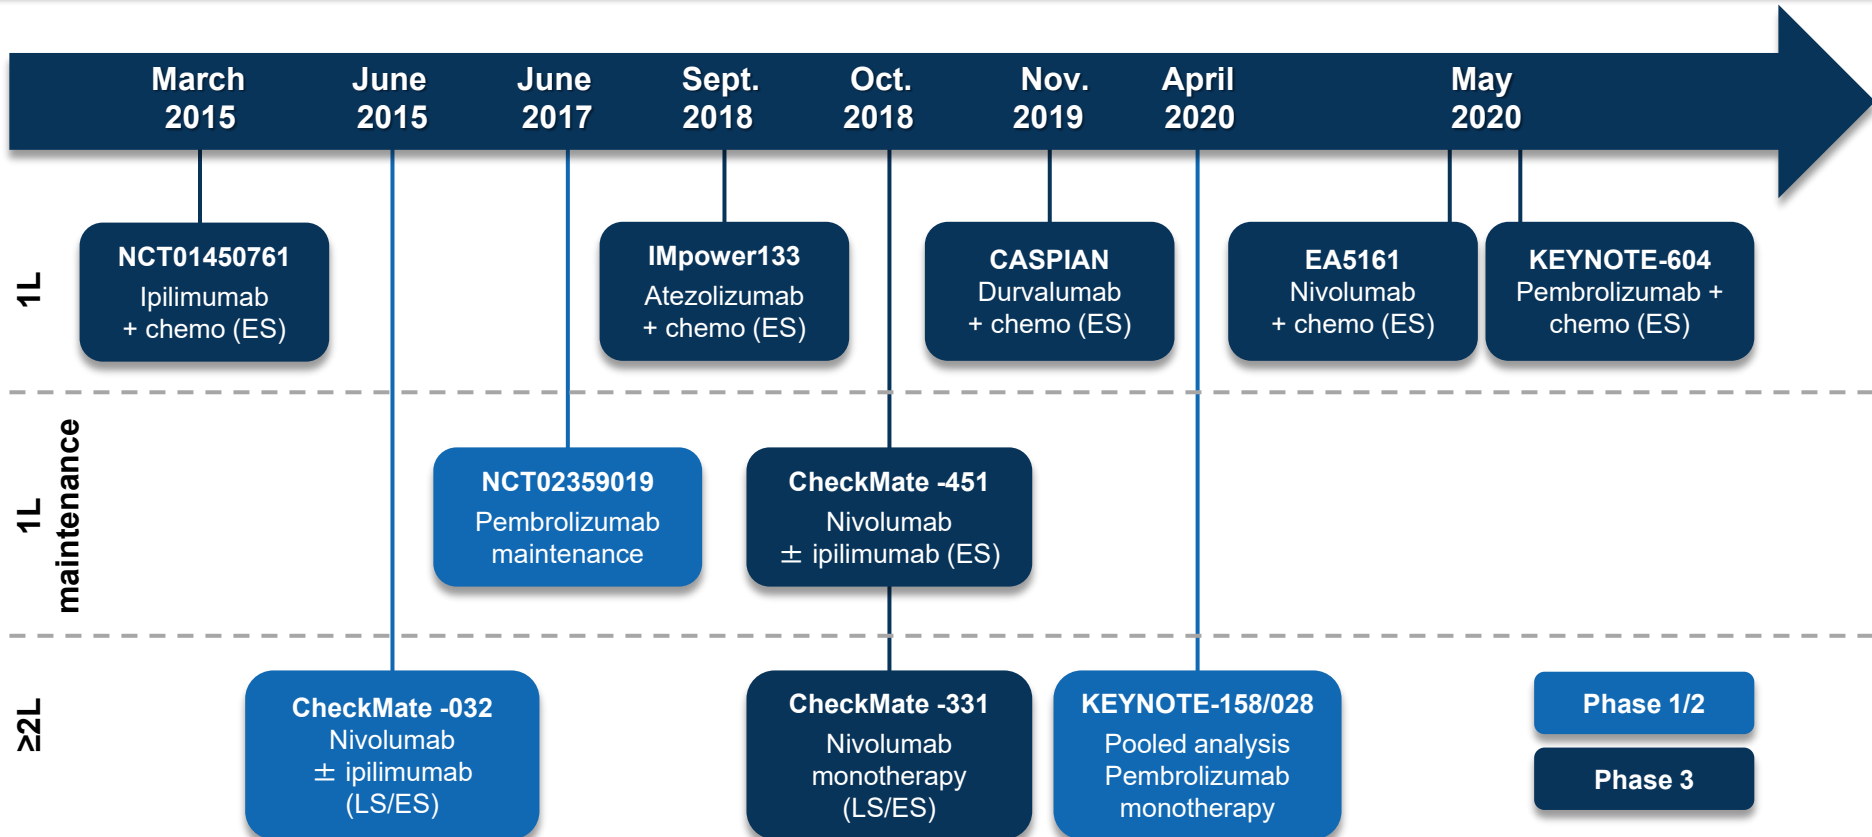 March
2015
June
2015
June
2017
Sept.
2018
Oct.
2018
Nov.
2019
April
2020
May
2020
1L
NCT01450761
Ipilimumab
+ chemo (ES)
IMpower133
Atezolizumab
+ chemo (ES)
CASPIAN
Durvalumab
+ chemo (ES)
EA5161
Nivolumab
+ chemo (ES)
KEYNOTE-604
Pembrolizumab +
chemo (ES)
1L
maintenance
NCT02359019
Pembrolizumab
maintenance
CheckMate -451
Nivolumab
± ipilimumab (ES)
≥2L
CheckMate -032
Nivolumab
± ipilimumab
(LS/ES)
CheckMate -331
Nivolumab
monotherapy
(LS/ES)
KEYNOTE-158/028
Pooled analysis
Pembrolizumab
monotherapy
Phase 1/2
Phase 3